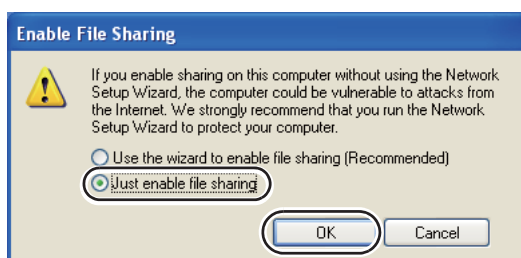 Enable File Sharing
If you enable sharing on this computer without using the Network
Setup Wizard, the computer could be vulnerable to attacks from
the Internet. We strongly recommend that you run the Network
Setup Wizard to protect your computer.
Use the wizard to enable file sharing (Recommended)
Just enable file sharing
OK Cancel